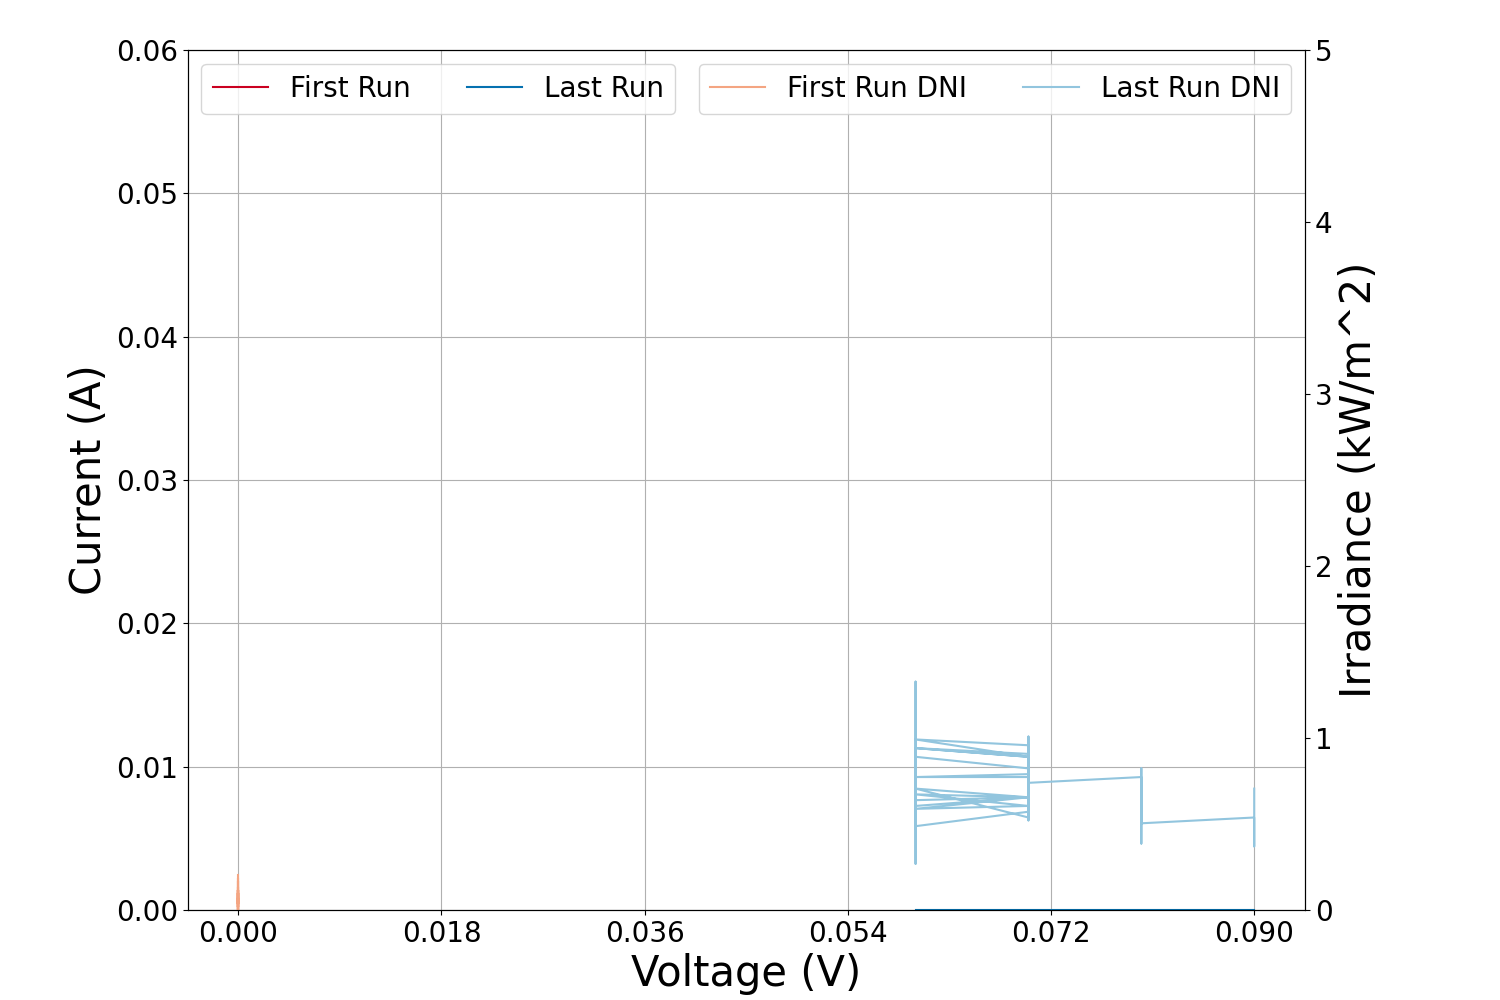 First Run
Last Run
First Run DNI
Last Run DNI
Current (A)
0.06
0.05
0.04
0.03
0.02
0.01
0.00
0.000
0.018
0.036
0.054
0.072
0.090
Voltage (V)
5
4
3
2
1
0
Irradiance (kW/m^2)